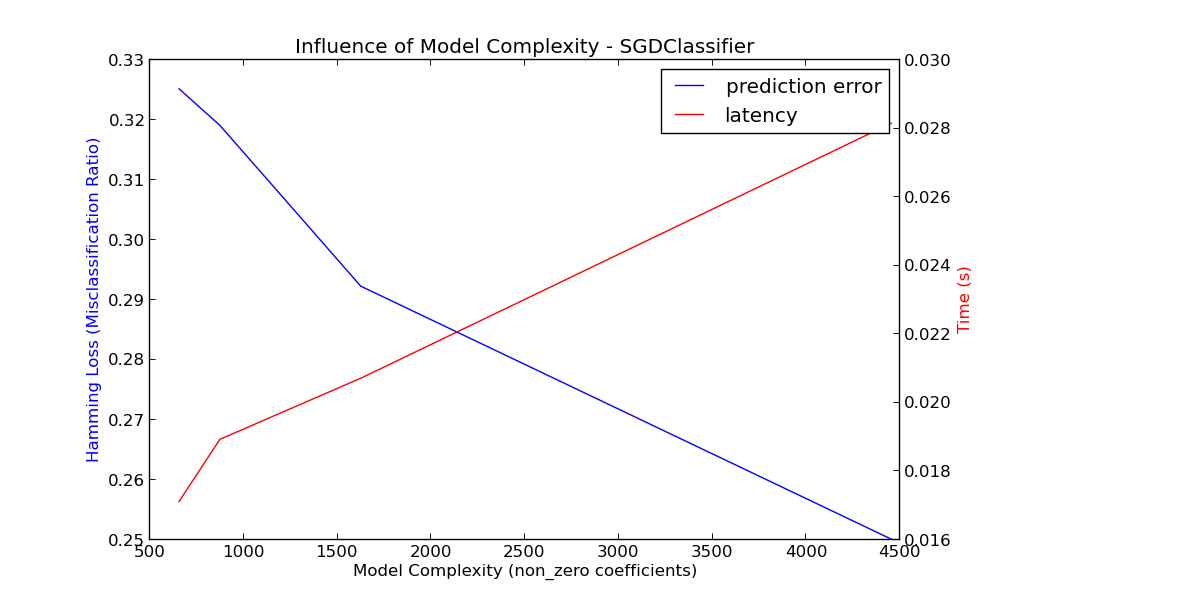 Influence of Model Complexity - SGDClassifier
prediction error
latency
0.33
0.32
0.31
0.30
0.29
0.28
0.27
0.26
0.25
Hamming Loss (Misclassification Ratio)
0.030
0.028
0.026
0.024
0.022
0.020
0.018
0.016
Time (s)
500 1000 1500 2000 2500 3000 3500 4000 4500
Model Complexity (non_zero coefficients)